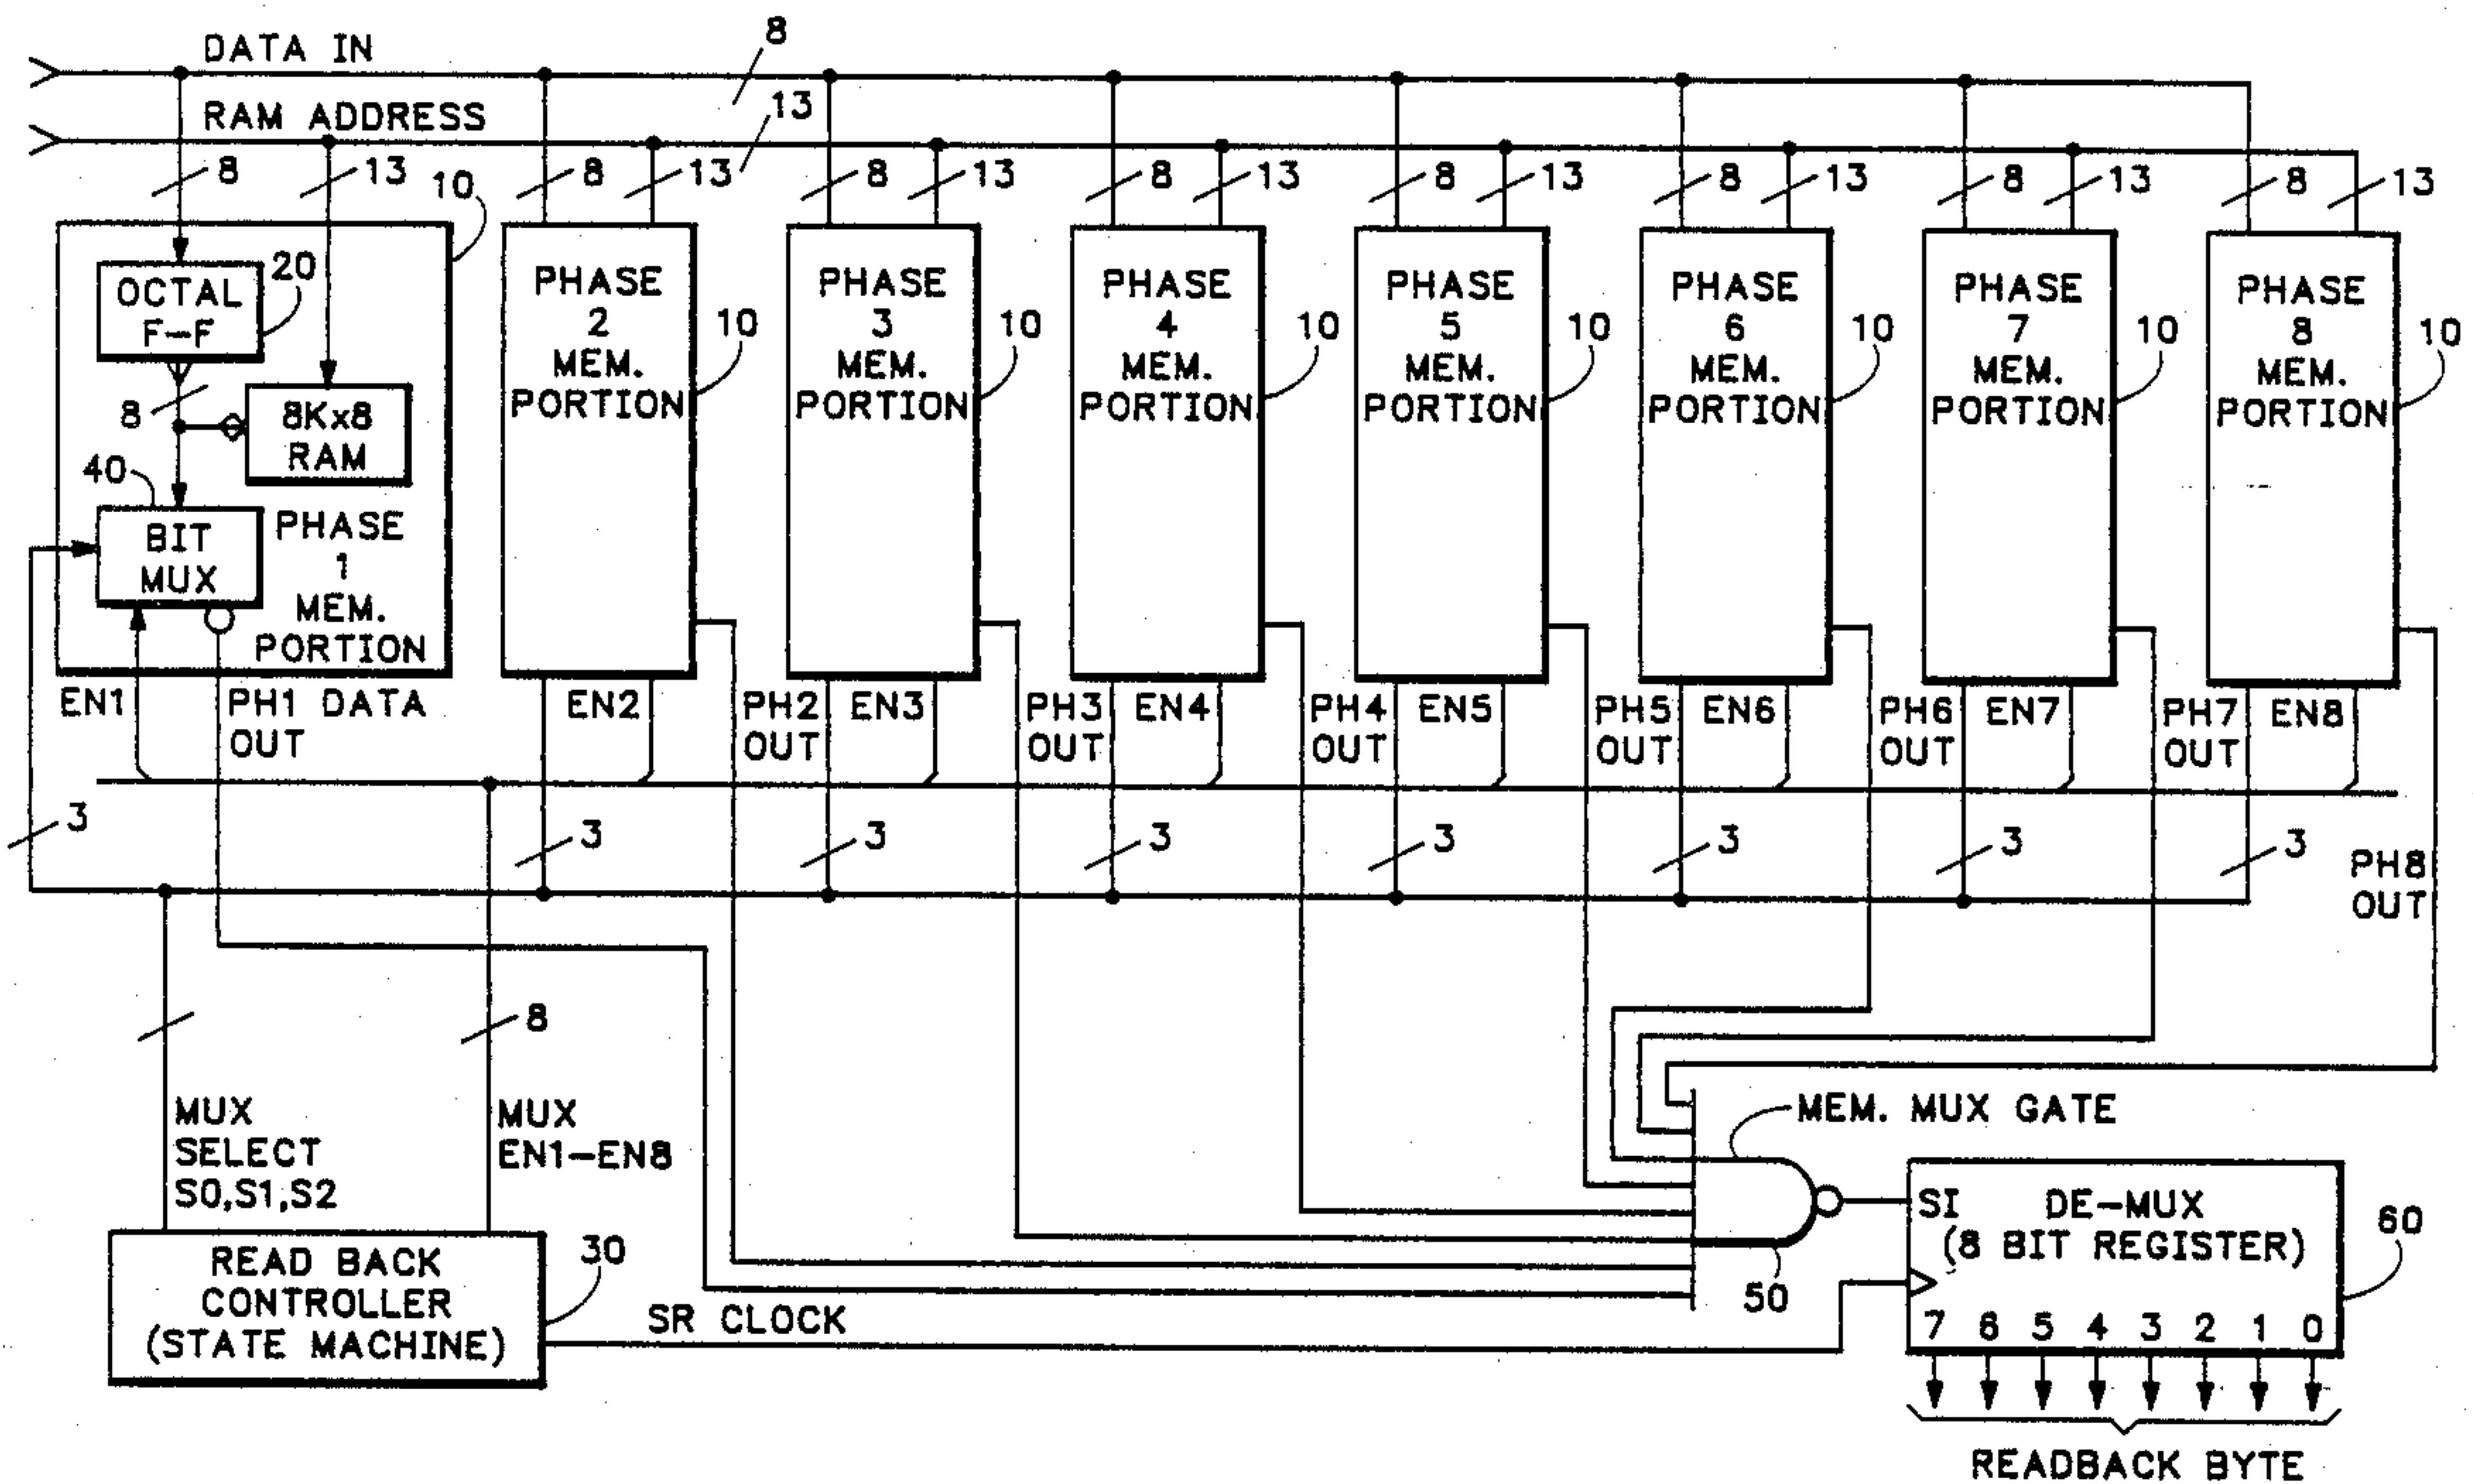 DATA IN
8
RAM ADDRESS
13
8
13
10
8
13
8
13
8
13
8
13
8
13
8
13
8
13
OCTAL
F-F
20
8
8Kx8
RAM
40
BIT
MUX
PHASE
1
MEM.
PORTION
PHASE
2
MEM.
PORTION
10
PHASE
3
MEM.
PORTION
10
PHASE
4
MEM.
PORTION
10
PHASE
5
MEM.
PORTION
10
PHASE
6
MEM.
PORTION
10
PHASE
7
MEM.
PORTION
10
PHASE
8
MEM.
PORTION
10
EN1
PH1 DATA
OUT
EN2
PH2
OUT
EN3
PH3
OUT
EN4
PH4
OUT
EN5
PH5
OUT
EN6
PH6
OUT
EN7
PH7
OUT
EN8
3
3
3
3
3
3
3
3
PH8
OUT
8
MUX
SELECT
S0,S1,S2
MUX
EN1-EN8
MEM. MUX GATE
50
READ BACK
CONTROLLER
(STATE MACHINE)
30
SR CLOCK
SI
DE-MUX
(8 BIT REGISTER)
60
7 6 5 4 3 2 1 0
READBACK BYTE